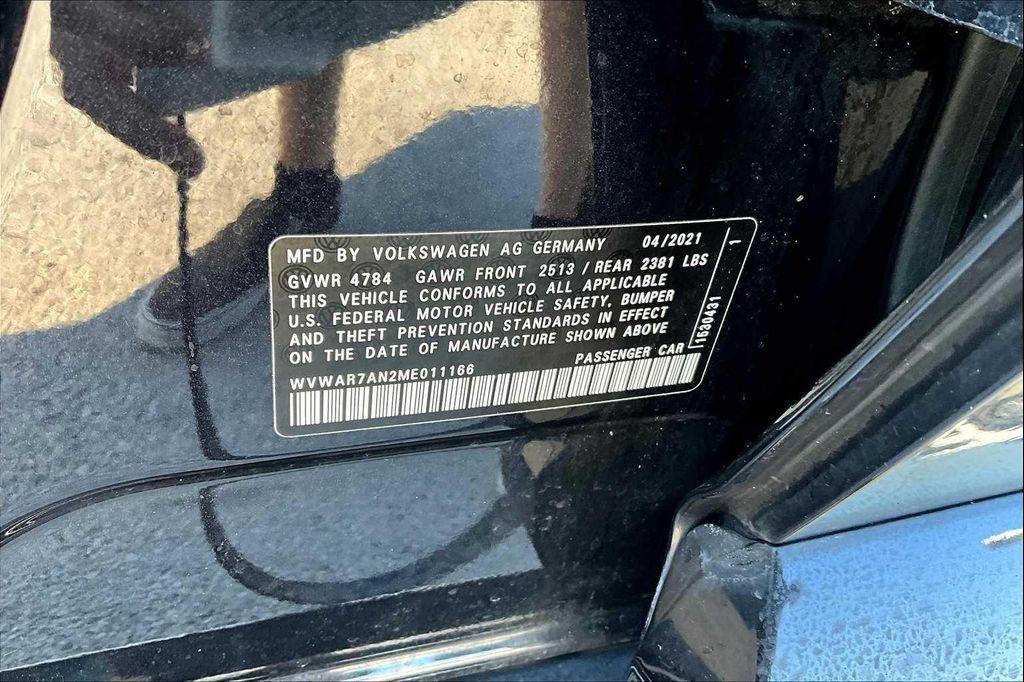 MFD BY VOLKSWAGEN AG GERMANY 04/2021
GVWR 4784 GAWR FRONT 2513 / REAR 2381 LBS
THIS VEHICLE CONFORMS TO ALL APPLICABLE
U.S. FEDERAL MOTOR VEHICLE SAFETY, BUMPER
AND THEFT PREVENTION STANDARDS IN EFFECT
ON THE DATE OF MANUFACTURE SHOWN ABOVE
PASSENGER CAR
WVWAR7AN2ME011166
1630431 1